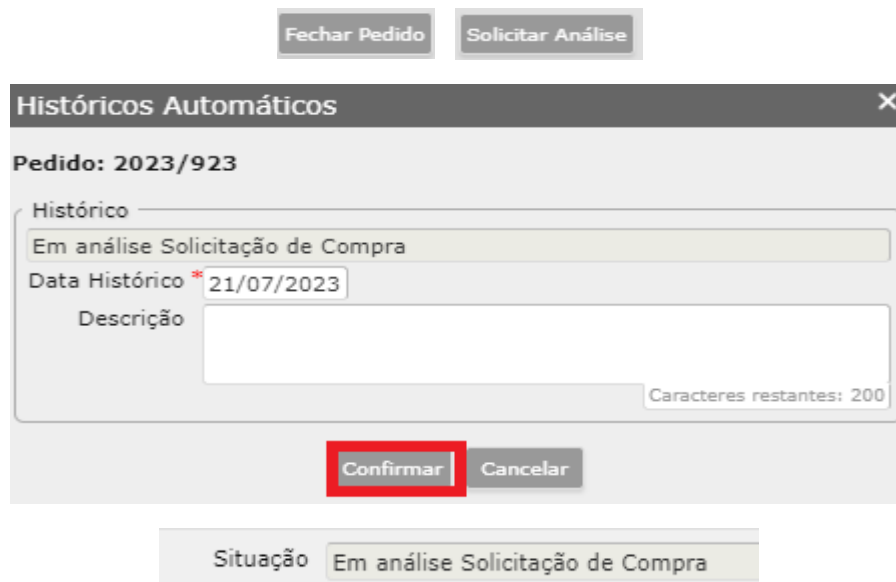 Fechar Pedido Solicitar Análise
Históricos Automáticos ×
Pedido: 2023/923
Histórico
Em análise Solicitação de Compra
Data Histórico * 21/07/2023
Descrição
Caracteres restantes: 200
Confirmar Cancelar
Situação Em análise Solicitação de Compra